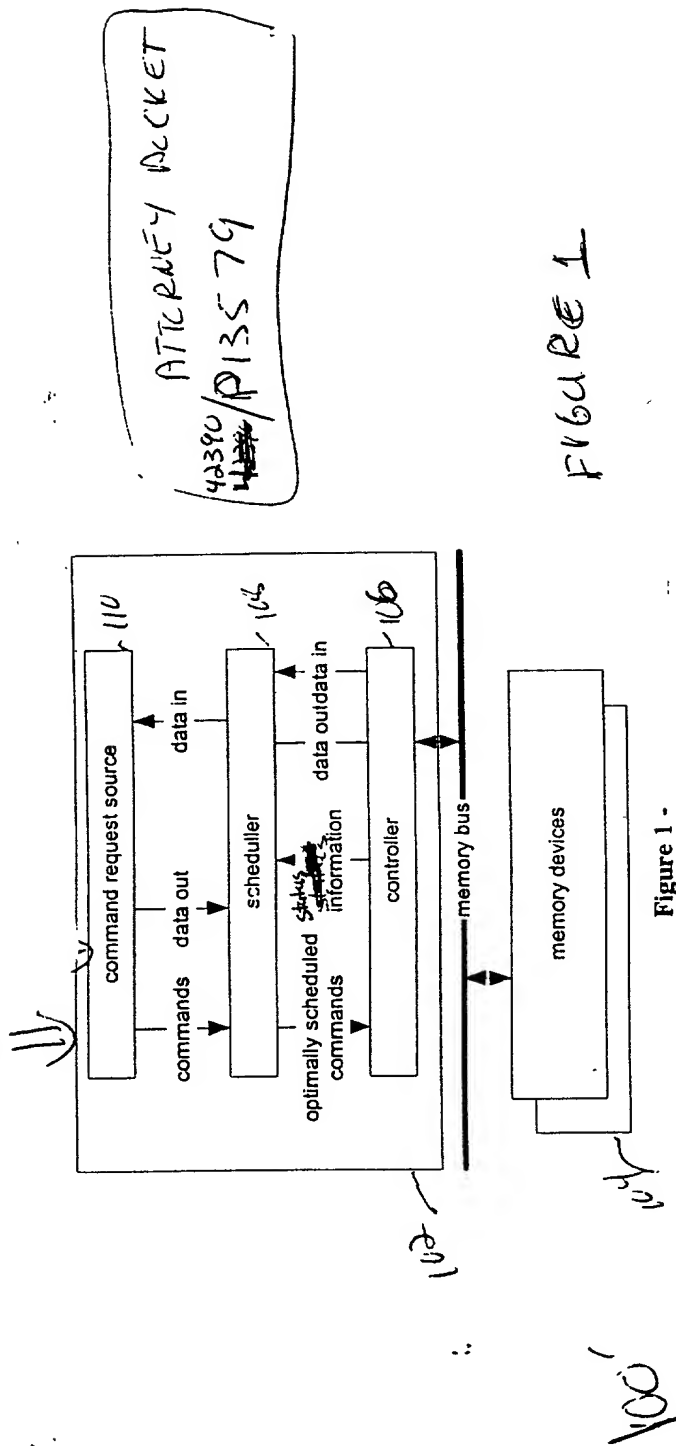 ATTORNEY DOCKET
42390
/P13579
110
command request source
commands
data out
data in
scheduller
108
optimally scheduled
commands
status
information
data out
data in
controller
106
102
memory bus
memory devices
104
100
Figure 1 -
FIGURE 1